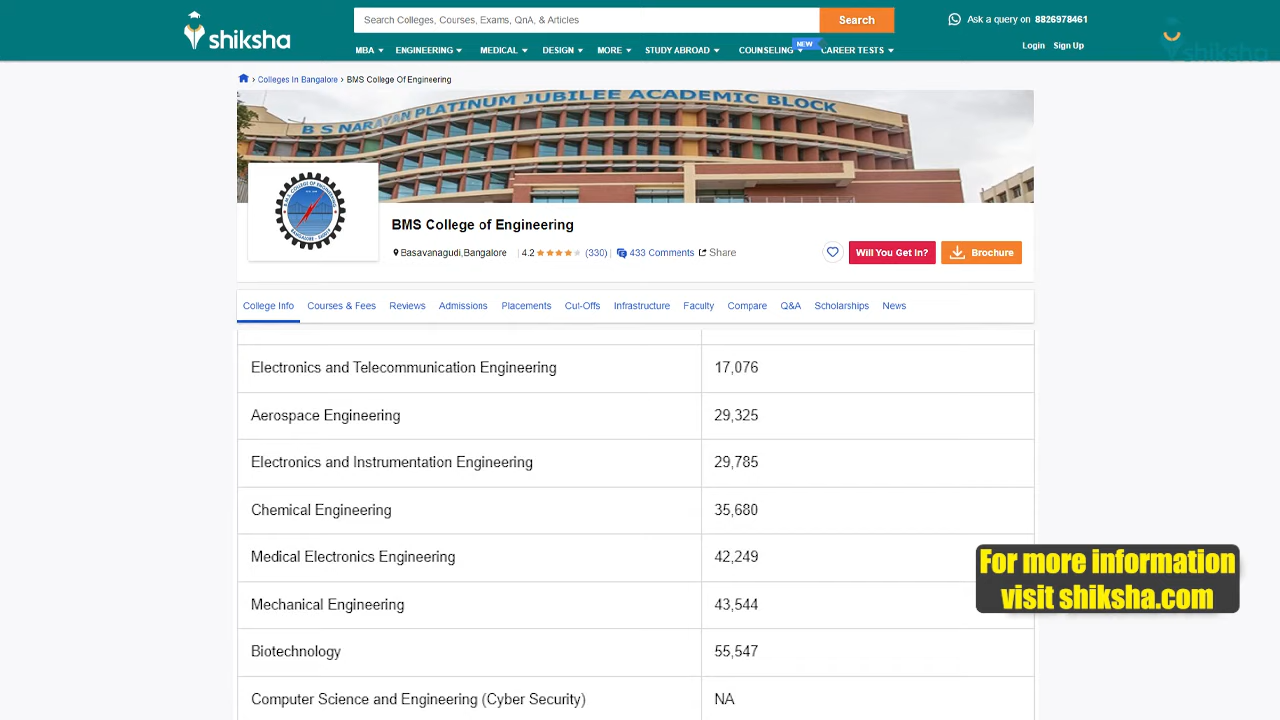 shiksha
Search Colleges, Courses, Exams, QnA, & Articles
Search
Ask a query on 8826978461
Login Sign Up
MBA ENGINEERING MEDICAL DESIGN MORE STUDY ABROAD COUNSELING NEW CAREER TESTS
shiksha
› Colleges In Bangalore › BMS College Of Engineering
B S NARAYAN PLATINUM JUBILEE ACADEMIC BLOCK
BMS College of Engineering
Basavanagudi,Bangalore | 4.2 (330) | 433 Comments Share
Will You Get In?
Brochure
College Info Courses & Fees Reviews Admissions Placements Cut-Offs Infrastructure Faculty Compare Q&A Scholarships News
Electronics and Telecommunication Engineering 17,076
Aerospace Engineering 29,325
Electronics and Instrumentation Engineering 29,785
Chemical Engineering 35,680
Medical Electronics Engineering 42,249
Mechanical Engineering 43,544
Biotechnology 55,547
Computer Science and Engineering (Cyber Security) NA
For more information
visit shiksha.com